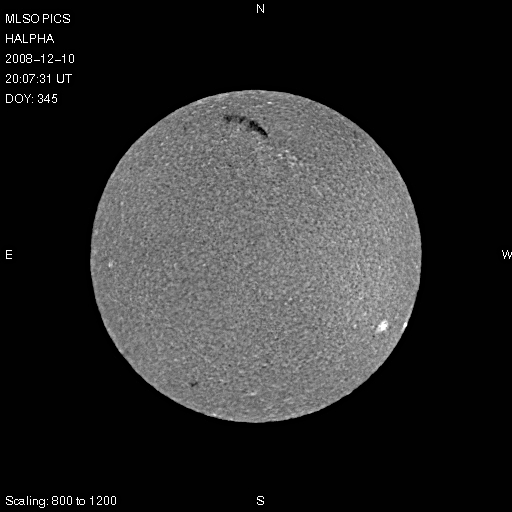 MLSO PICS
N
HALPHA
2008-12-10
20:07:31 UT
DOY: 345
E
W
Scaling: 800 to 1200
S